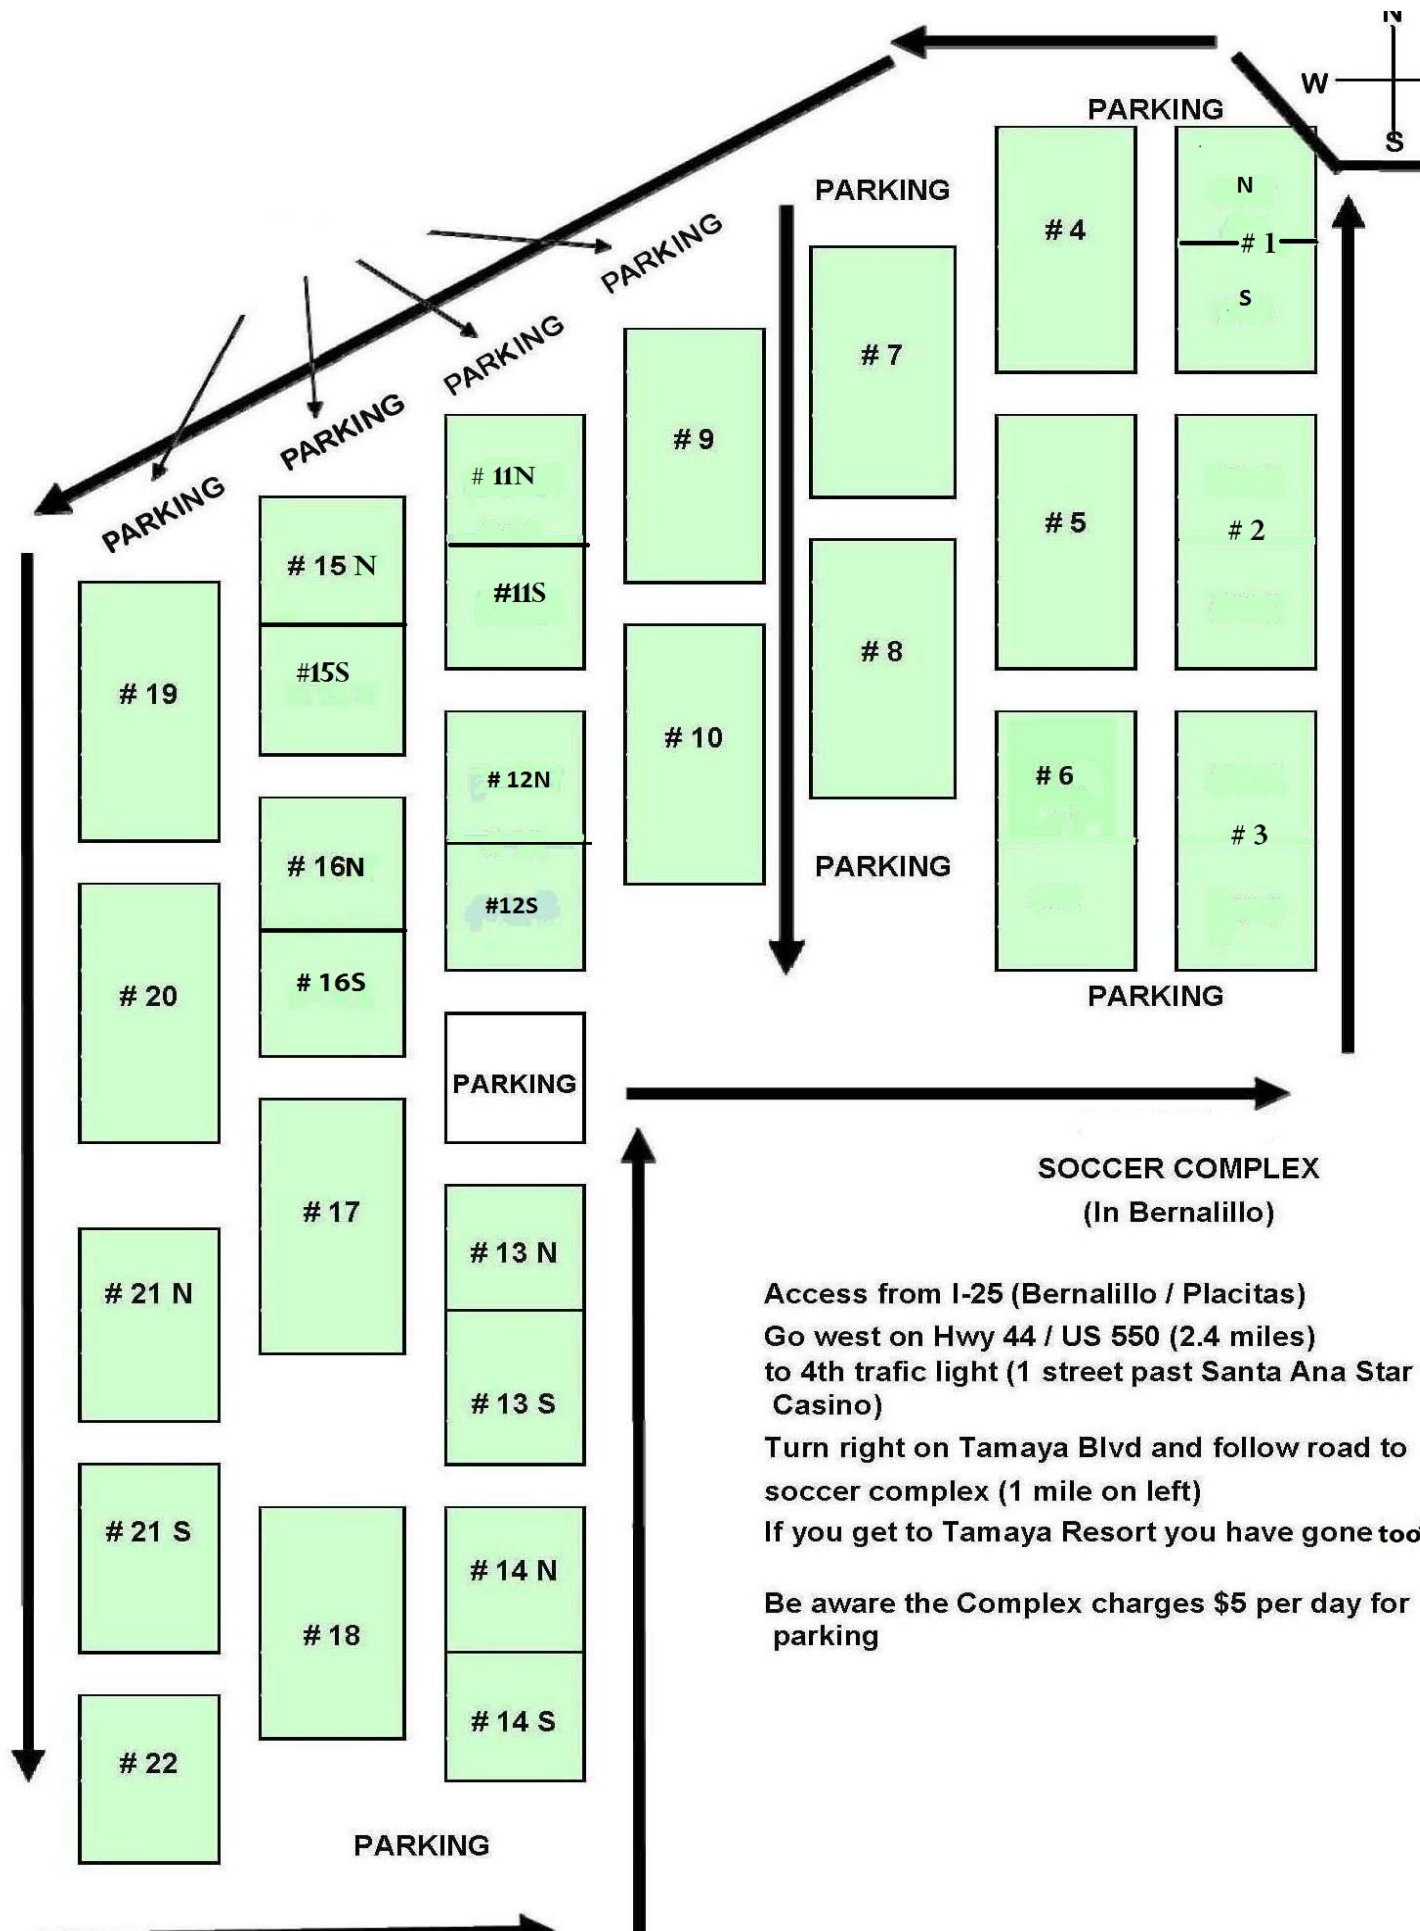 N
W
S
PARKING
PARKING
PARKING
PARKING
PARKING
PARKING
# 4
N
# 1
S
# 7
# 9
# 11N
#11S
# 5
# 2
# 15 N
#15S
# 19
# 8
# 10
# 12N
#12S
# 6
# 3
# 16N
# 16S
# 20
PARKING
PARKING
PARKING
# 17
# 13 N
# 13 S
# 21 N
# 21 S
# 18
# 14 N
# 14 S
# 22
PARKING
SOCCER COMPLEX
(In Bernalillo)
Access from I-25 (Bernalillo / Placitas)
Go west on Hwy 44 / US 550 (2.4 miles)
to 4th trafic light (1 street past Santa Ana Star
Casino)
Turn right on Tamaya Blvd and follow road to
soccer complex (1 mile on left)
If you get to Tamaya Resort you have gone too
Be aware the Complex charges $5 per day for
parking